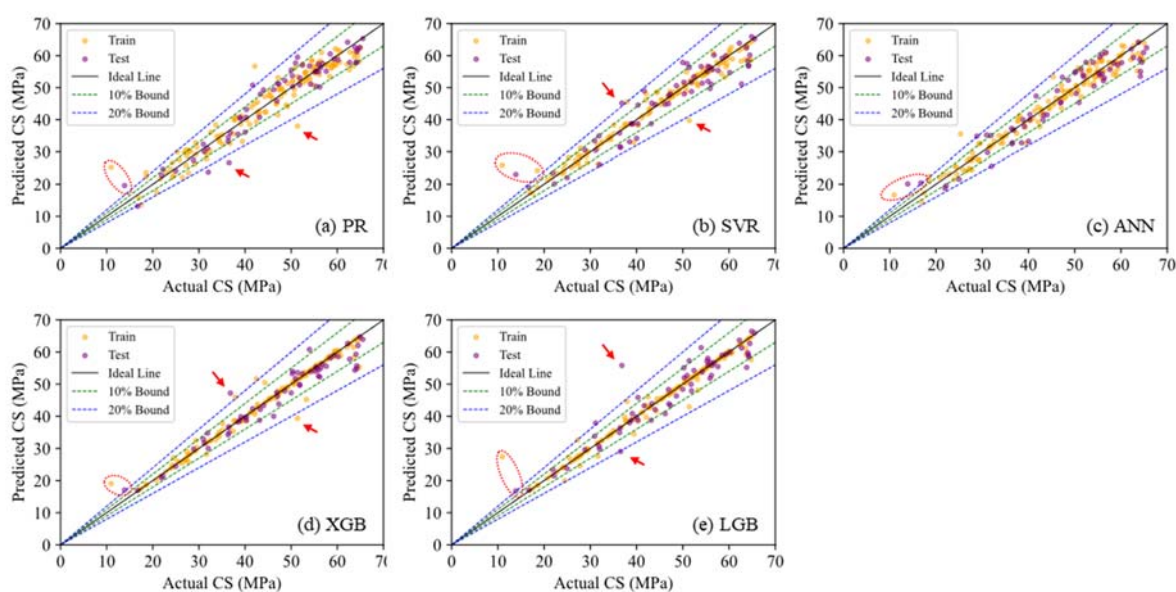 70
60
50
40
30
20
10
0
Predicted CS (MPa)
Train
Test
Ideal Line
10% Bound
20% Bound
(a) PR
0 10 20 30 40 50 60 70
Actual CS (MPa)
70
60
50
40
30
20
10
0
Predicted CS (MPa)
Train
Test
Ideal Line
10% Bound
20% Bound
(b) SVR
0 10 20 30 40 50 60 70
Actual CS (MPa)
70
60
50
40
30
20
10
0
Predicted CS (MPa)
Train
Test
Ideal Line
10% Bound
20% Bound
(c) ANN
0 10 20 30 40 50 60 70
Actual CS (MPa)
70
60
50
40
30
20
10
0
Predicted CS (MPa)
Train
Test
Ideal Line
10% Bound
20% Bound
(d) XGB
0 10 20 30 40 50 60 70
Actual CS (MPa)
70
60
50
40
30
20
10
0
Predicted CS (MPa)
Train
Test
Ideal Line
10% Bound
20% Bound
(e) LGB
0 10 20 30 40 50 60 70
Actual CS (MPa)